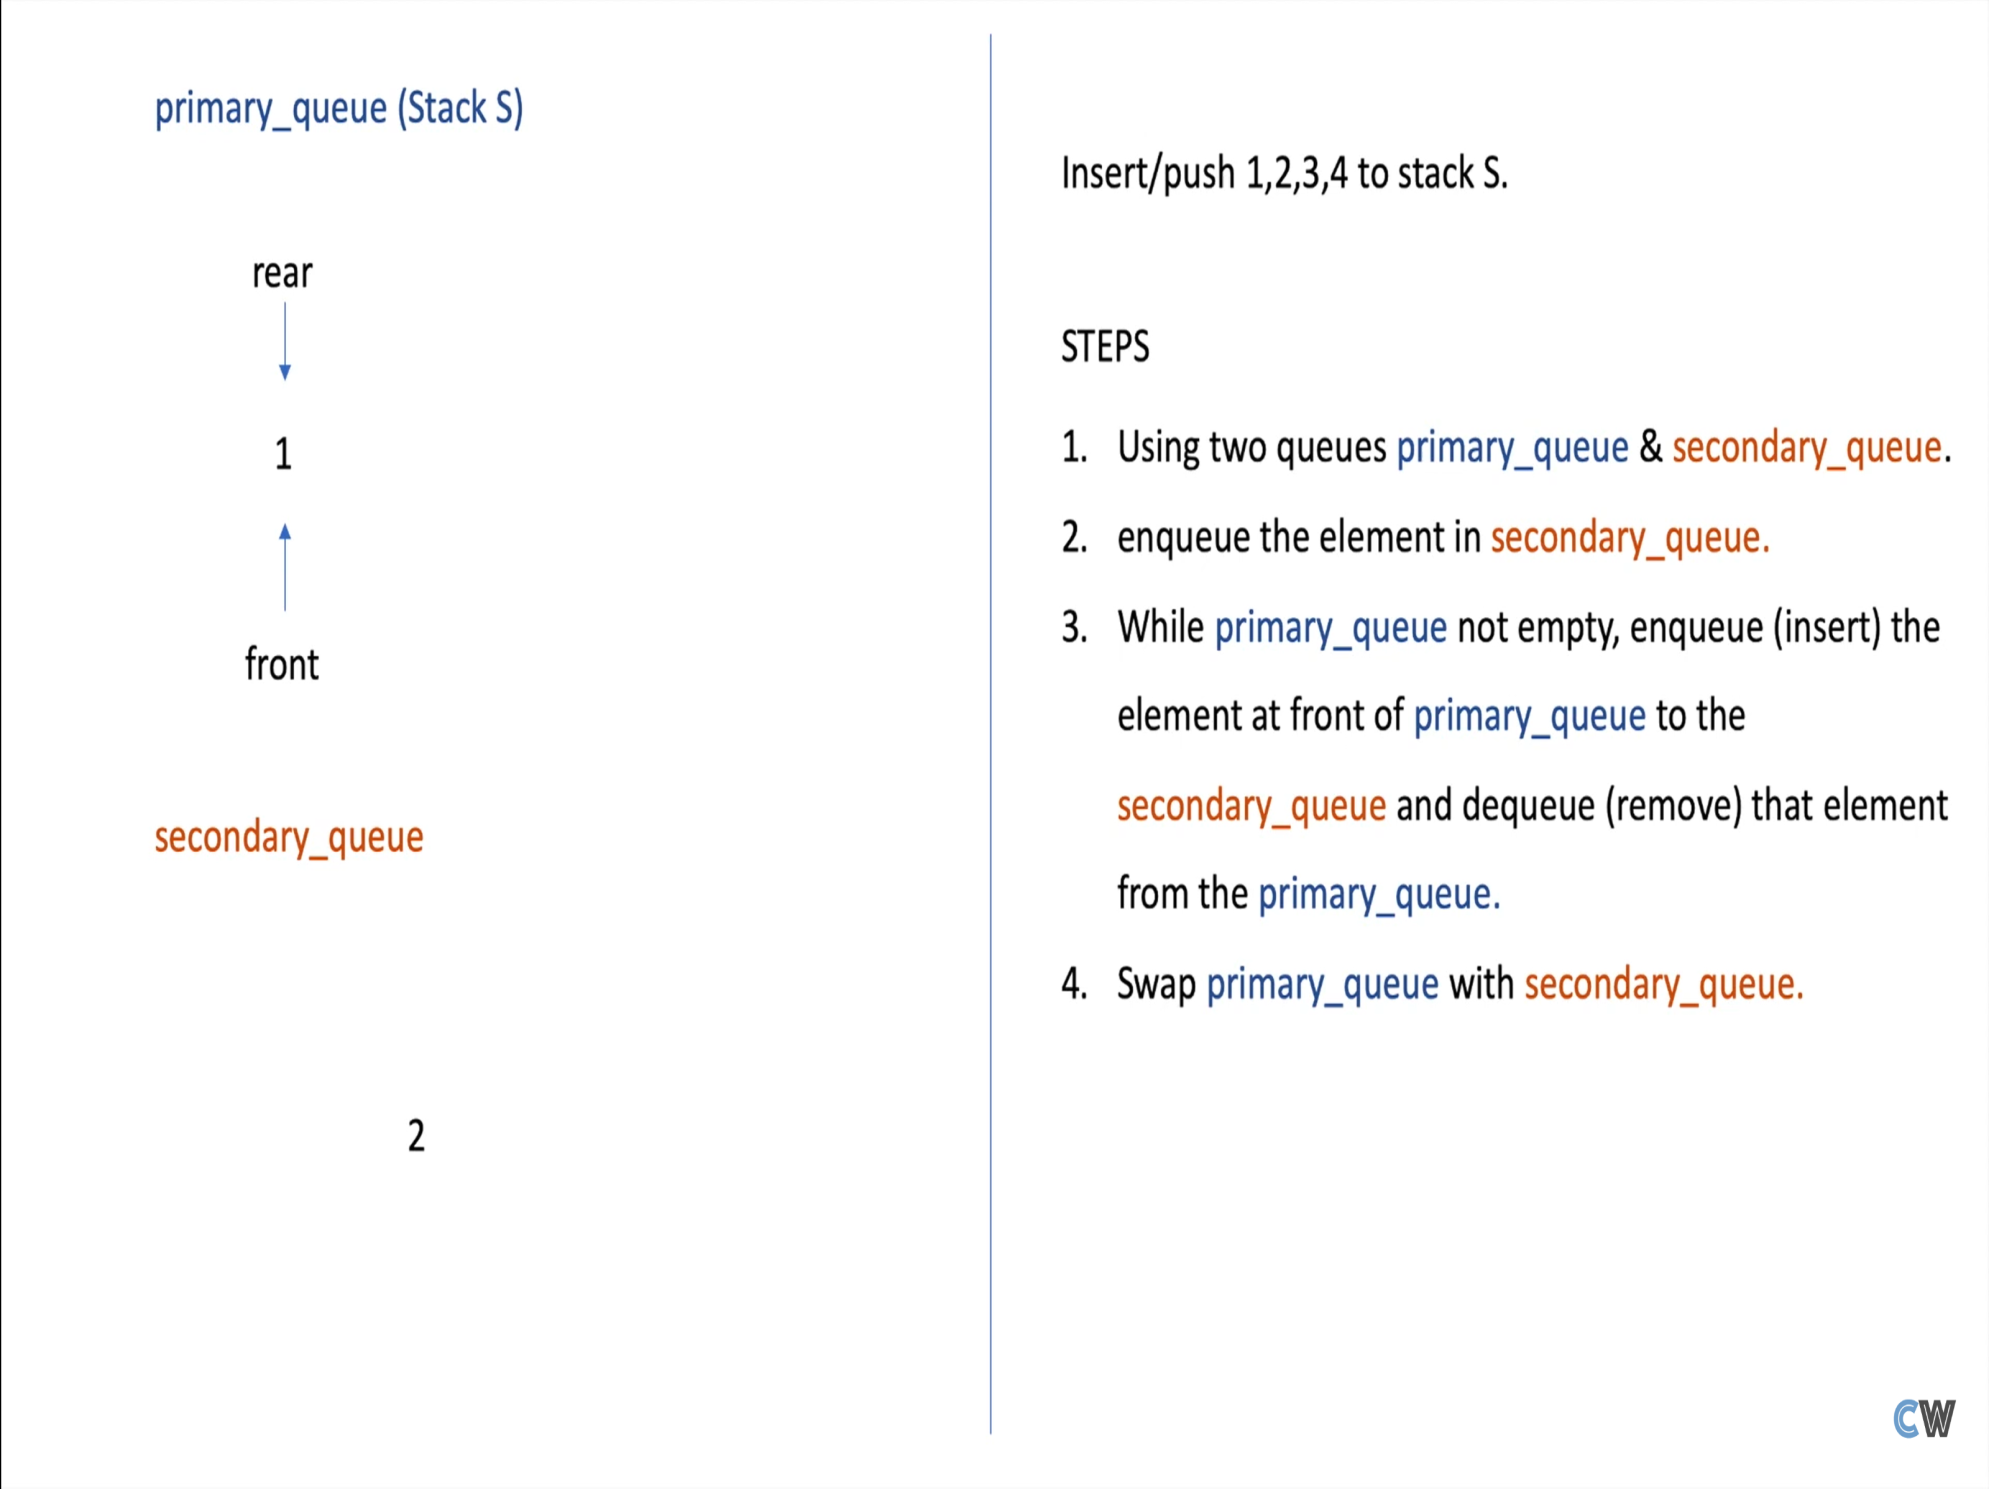 primary_queue (Stack S)
rear
1
front
secondary_queue
2
Insert/push 1,2,3,4 to stack S.
STEPS
1. Using two queues primary_queue & secondary_queue.
2. enqueue the element in secondary_queue.
3. While primary_queue not empty, enqueue (insert) the
element at front of primary_queue to the
secondary_queue and dequeue (remove) that element
from the primary_queue.
4. Swap primary_queue with secondary_queue.
CW